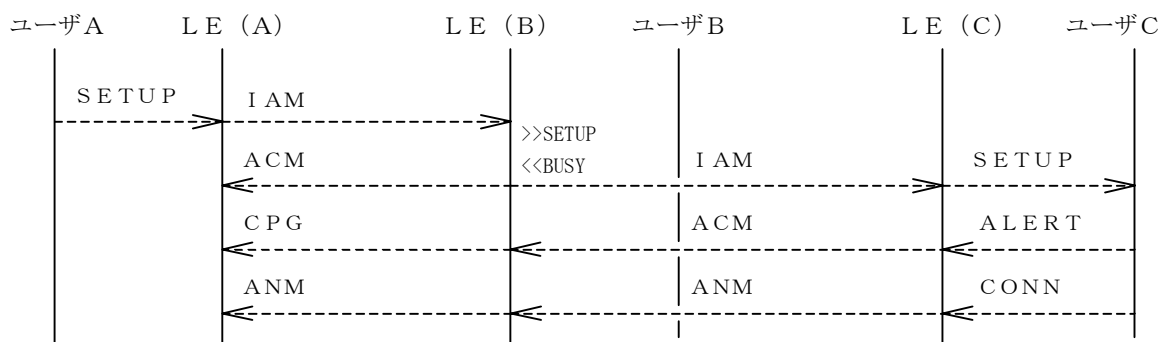 ユーザA ＬＥ（A） ＬＥ（B） ユーザB ＬＥ（C） ユーザC
ＳＥＴＵＰ ＩＡＭ
>>SETUP
<<BUSY
ＡＣＭ ＩＡＭ ＳＥＴＵＰ
ＣＰＧ ＡＣＭ ＡＬＥＲＴ
ＡＮＭ ＡＮＭ ＣＯＮＮ